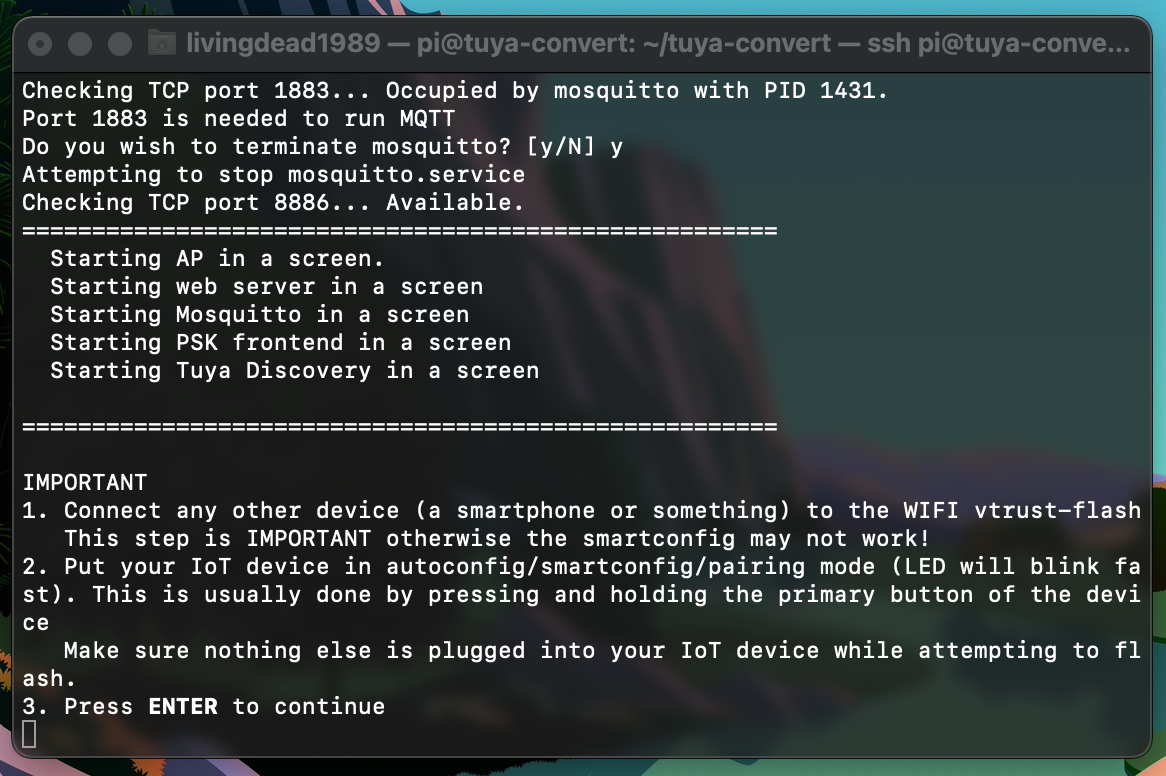 livingdead1989 — pi@tuya-convert: ~/tuya-convert — ssh pi@tuya-conve...
Checking TCP port 1883... Occupied by mosquitto with PID 1431.
Port 1883 is needed to run MQTT
Do you wish to terminate mosquitto? [y/N] y
Attempting to stop mosquitto.service
Checking TCP port 8886... Available.
======================================================
  Starting AP in a screen.
  Starting web server in a screen
  Starting Mosquitto in a screen
  Starting PSK frontend in a screen
  Starting Tuya Discovery in a screen
======================================================
IMPORTANT
1. Connect any other device (a smartphone or something) to the WIFI vtrust-flash
   This step is IMPORTANT otherwise the smartconfig may not work!
2. Put your IoT device in autoconfig/smartconfig/pairing mode (LED will blink fa
st). This is usually done by pressing and holding the primary button of the devi
ce
   Make sure nothing else is plugged into your IoT device while attempting to fl
ash.
3. Press ENTER to continue